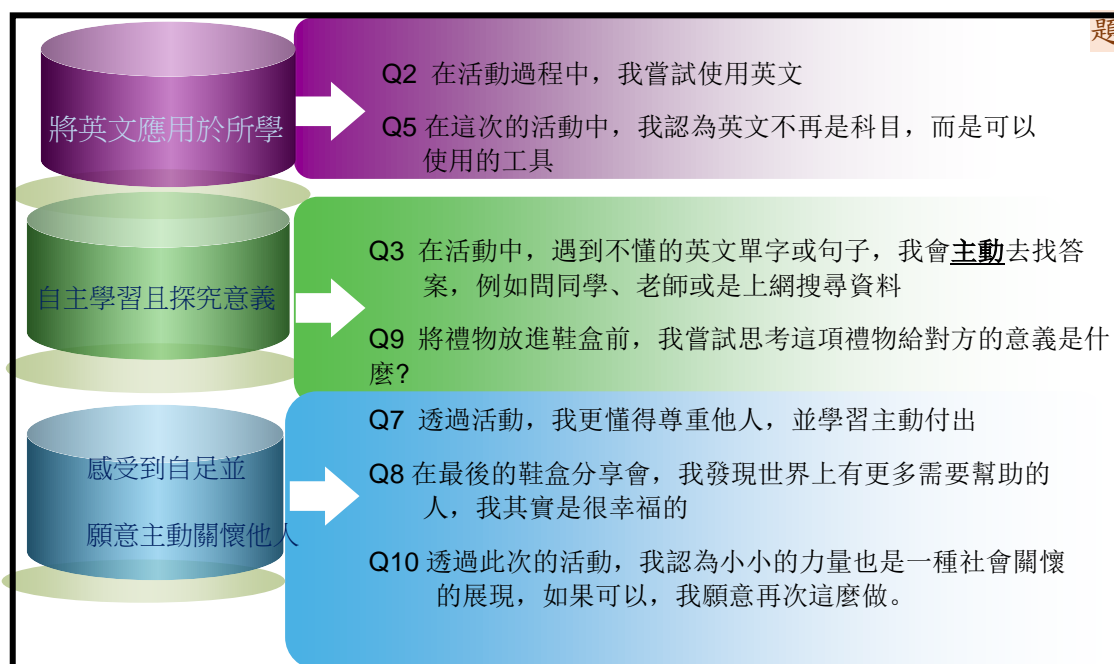 題
將英文應用於所學
Q2 在活動過程中，我嘗試使用英文
Q5 在這次的活動中，我認為英文不再是科目，而是可以
使用的工具
自主學習且探究意義
Q3 在活動中，遇到不懂的英文單字或句子，我會主動去找答
案，例如問同學、老師或是上網搜尋資料
Q9 將禮物放進鞋盒前，我嘗試思考這項禮物給對方的意義是什
麼?
感受到自足並
願意主動關懷他人
Q7 透過活動，我更懂得尊重他人，並學習主動付出
Q8 在最後的鞋盒分享會，我發現世界上有更多需要幫助的
人，我其實是很幸福的
Q10 透過此次的活動，我認為小小的力量也是一種社會關懷
的展現，如果可以，我願意再次這麼做。